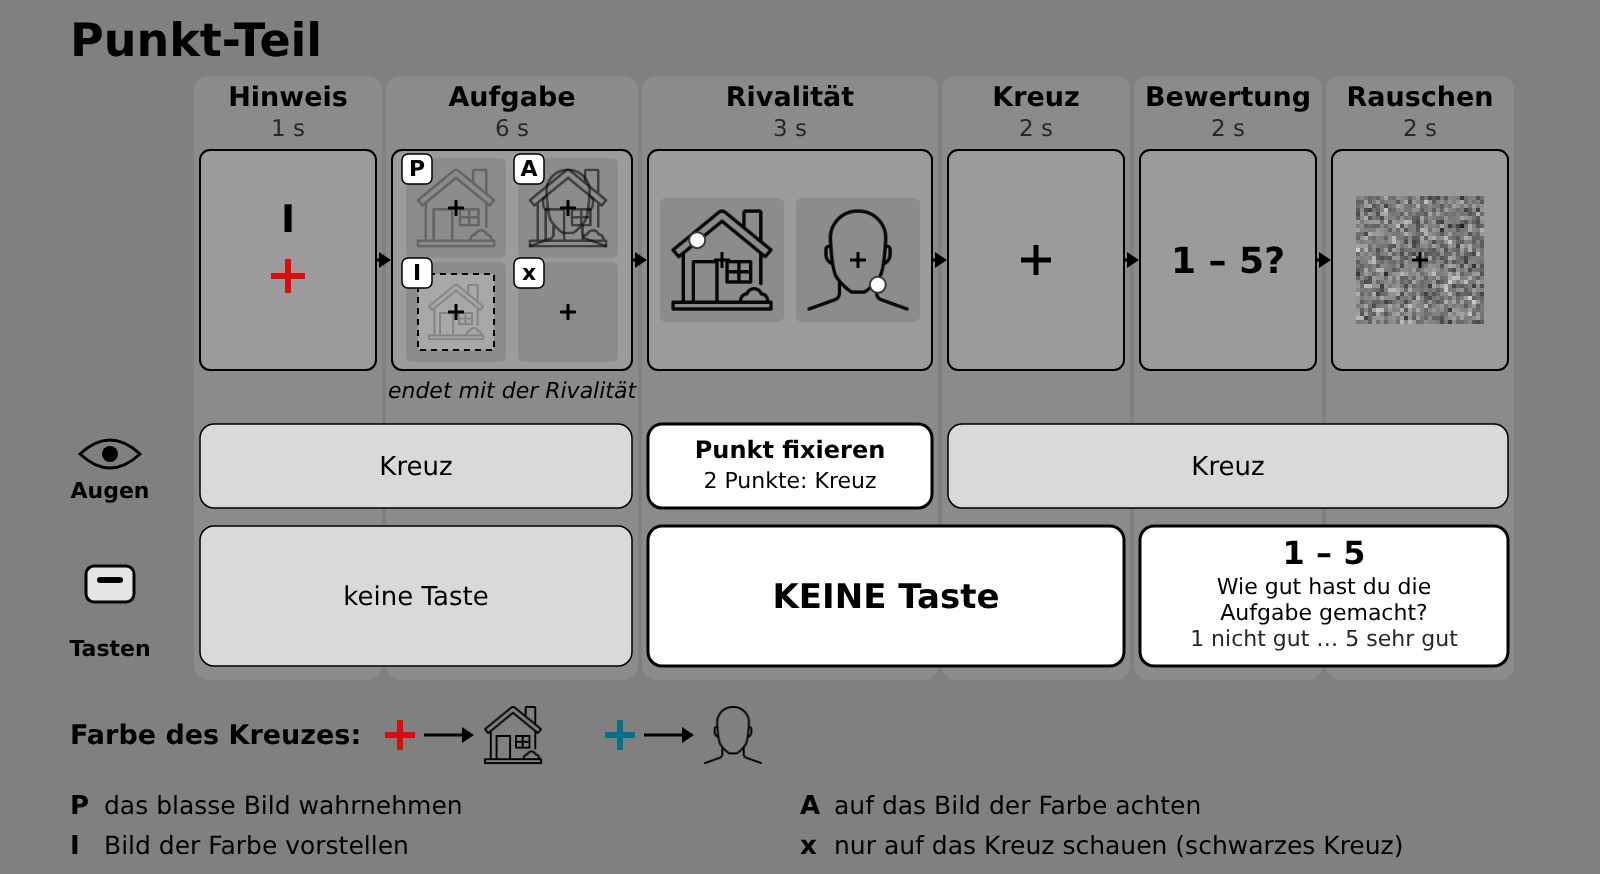 Punkt-Teil
Hinweis
1 s
Aufgabe
6 s
Rivalität
3 s
Kreuz
2 s
Bewertung
2 s
Rauschen
2 s
I
P
A
I
x
1 – 5?
endet mit der Rivalität
Augen
Kreuz
Punkt fixieren
2 Punkte: Kreuz
Kreuz
Tasten
keine Taste
KEINE Taste
1 – 5
Wie gut hast du die
Aufgabe gemacht?
1 nicht gut ... 5 sehr gut
Farbe des Kreuzes:
P das blasse Bild wahrnehmen
A auf das Bild der Farbe achten
I Bild der Farbe vorstellen
x nur auf das Kreuz schauen (schwarzes Kreuz)